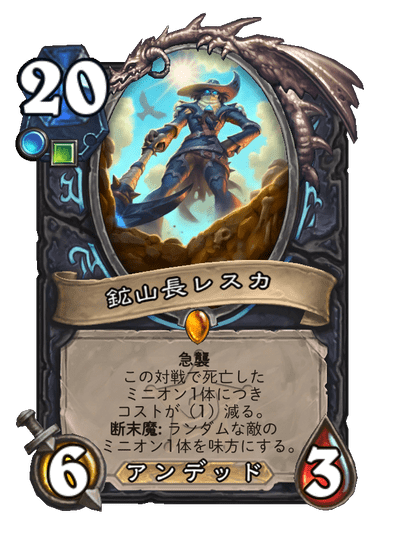 20
鉱山長レスカ
急襲
この対戦で死亡した
ミニオン1体につき
コストが（1）減る。
断末魔: ランダムな敵の
ミニオン1体を味方にする。
6
アンデッド
3